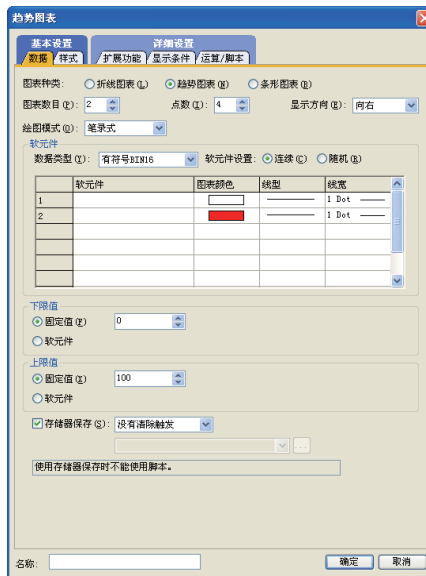 趋势图表
基本设置 详细设置
数据 样式 扩展功能 显示条件 运算/脚本
图表种类: 折线图表(L) 趋势图表(N) 条形图表(B)
图表数目(P): 2 点数(I): 4 显示方向(R): 向右
绘图模式(O): 笔录式
软元件
数据类型(Y): 有符号BIN16 软元件设置: 连续(C) 随机(R)
软元件 图表颜色 线型 线宽
1 1 Dot
2 1 Dot
下限值
固定值(F) 0
软元件
上限值
固定值(X) 100
软元件
存储器保存(S): 没有清除触发
...
使用存储器保存时不能使用脚本。
名称: 确定 取消